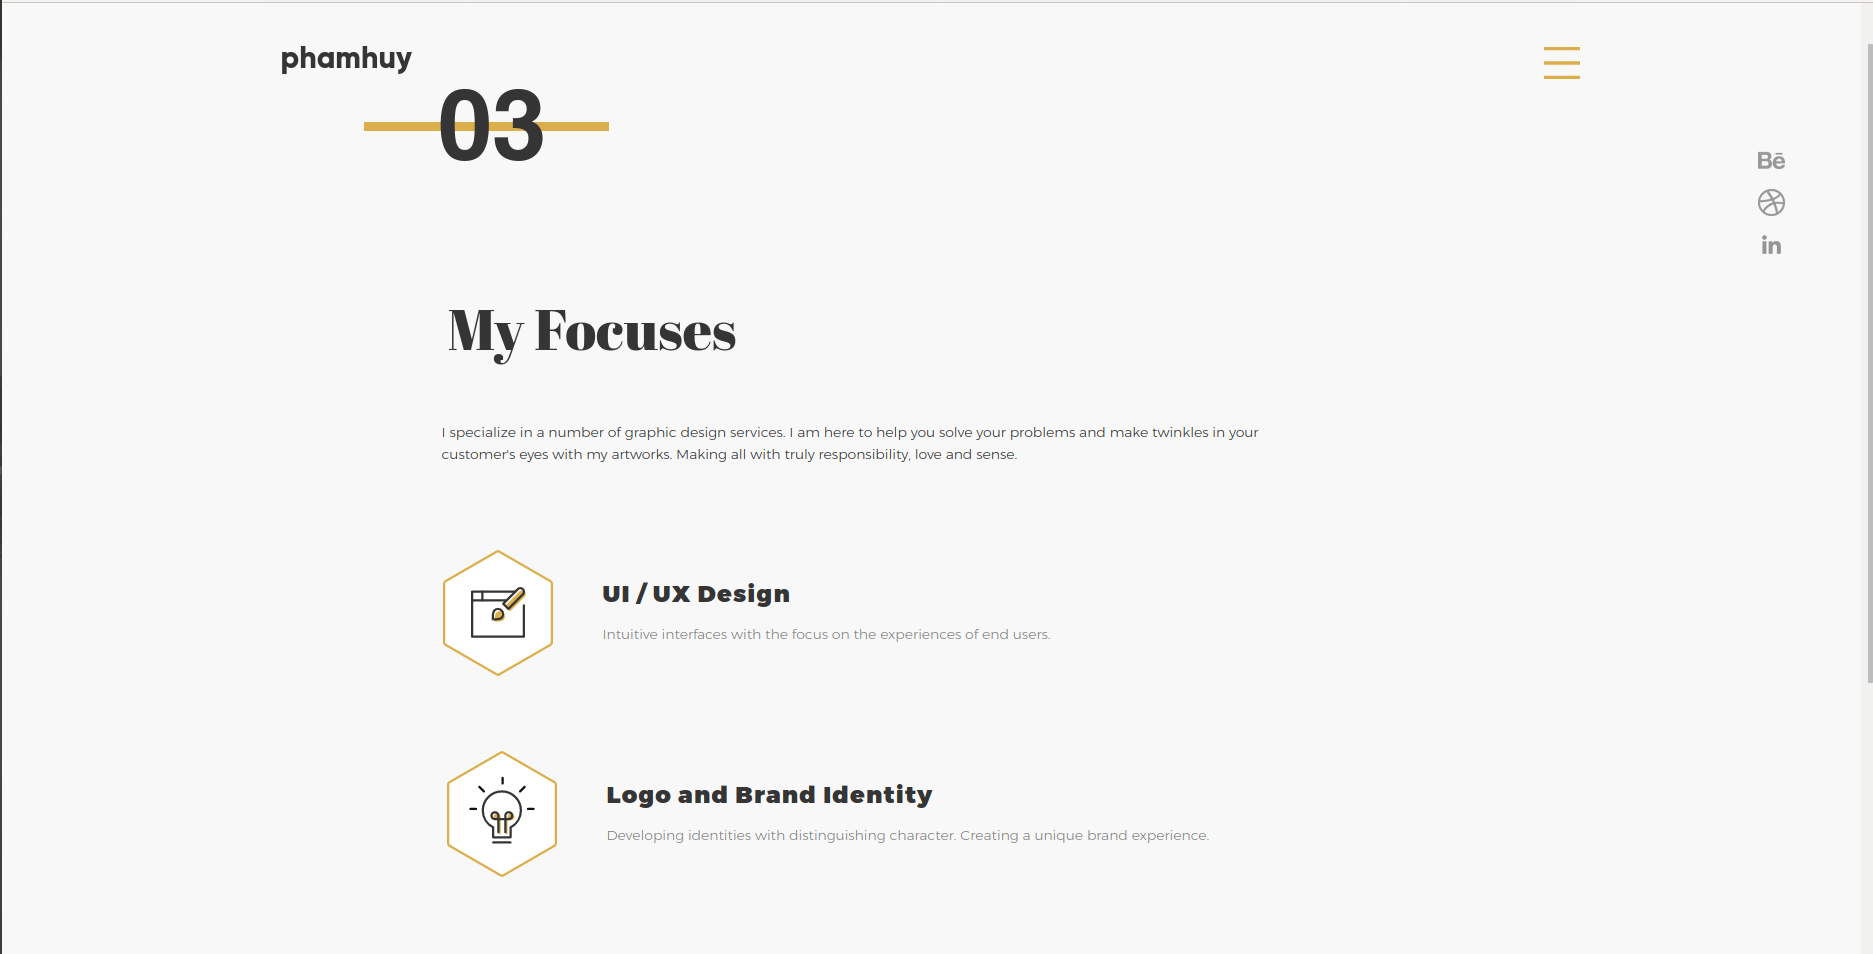 phamhuy
03
Bē
in
My Focuses
I specialize in a number of graphic design services. I am here to help you solve your problems and make twinkles in your
customer's eyes with my artworks. Making all with truly responsibility, love and sense.
UI / UX Design
Intuitive interfaces with the focus on the experiences of end users.
Logo and Brand Identity
Developing identities with distinguishing character. Creating a unique brand experience.